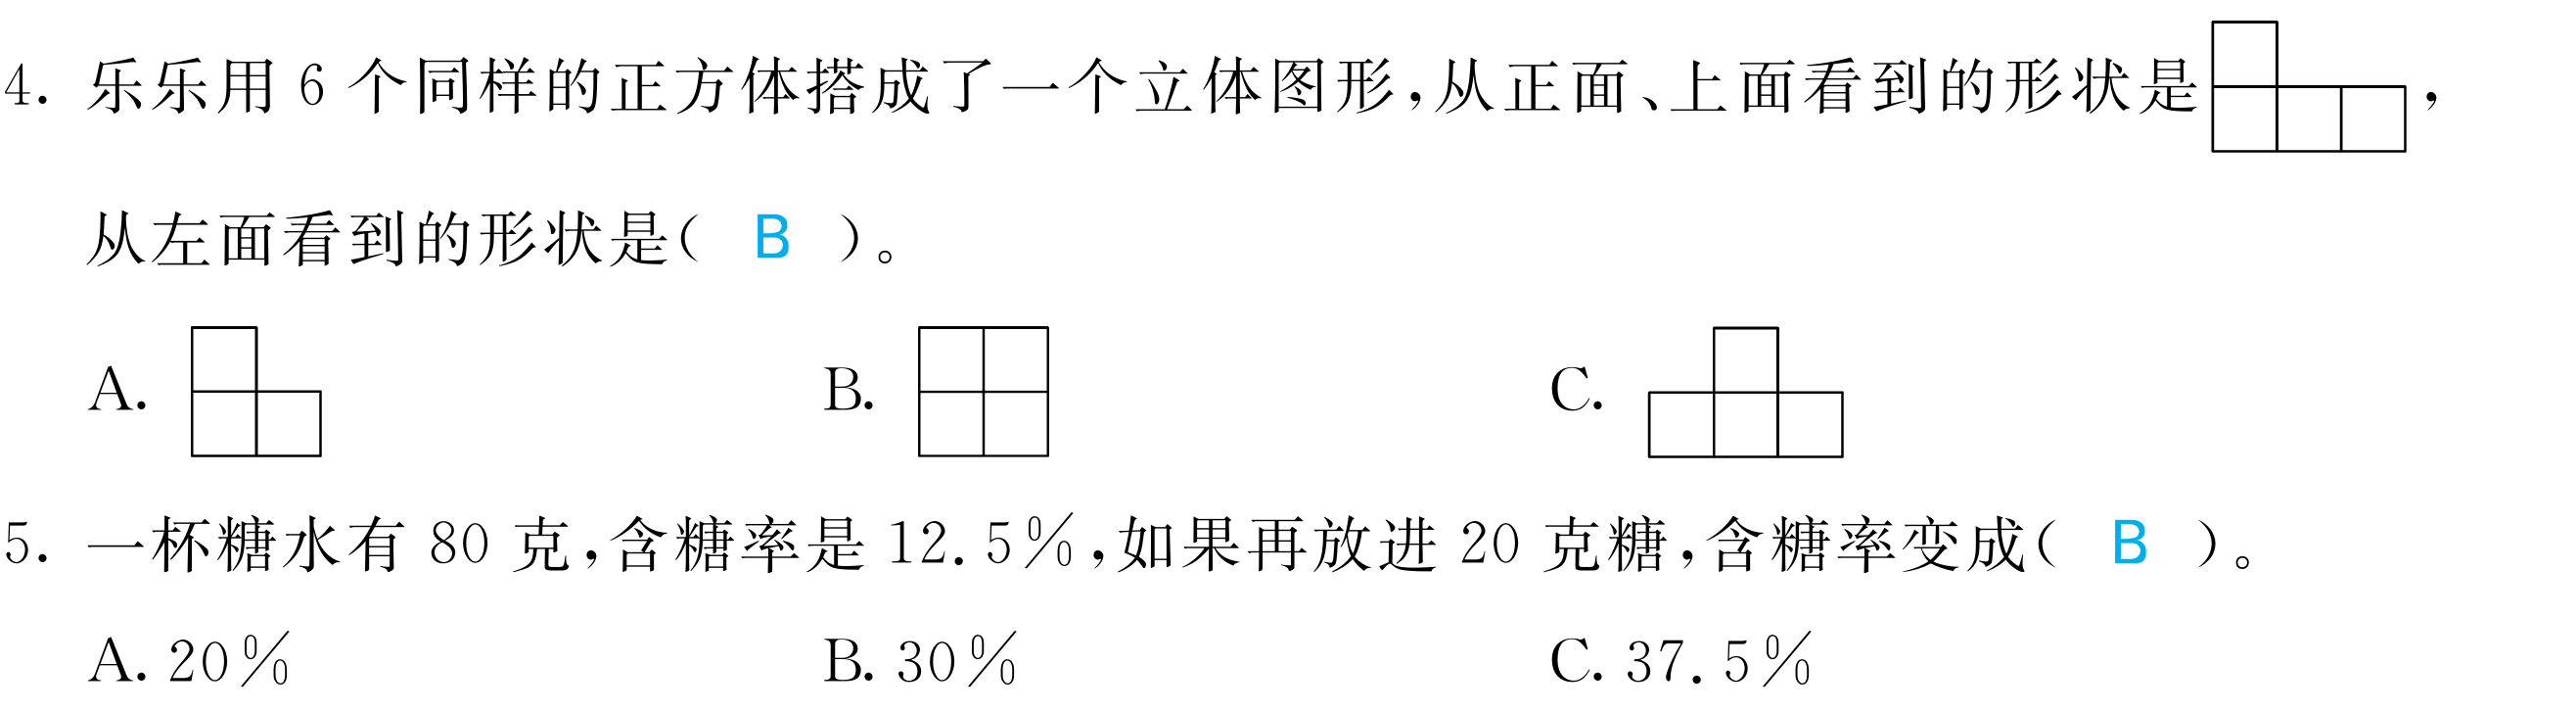 4. 乐乐用 6 个同样的正方体搭成了一个立体图形,从正面、上面看到的形状是 ,
从左面看到的形状是( B )。
A. B. C.
5. 一杯糖水有 80 克,含糖率是 12.5%,如果再放进 20 克糖,含糖率变成( B )。
A. 20% B. 30% C. 37.5%